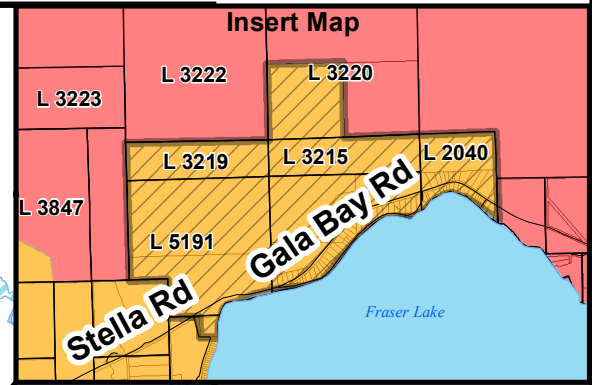 Insert Map
L 3222
L 3220
L 3223
L 3219
L 3215
L 2040
L 3847
L 5191
Gala Bay Rd
Stella Rd
Fraser Lake